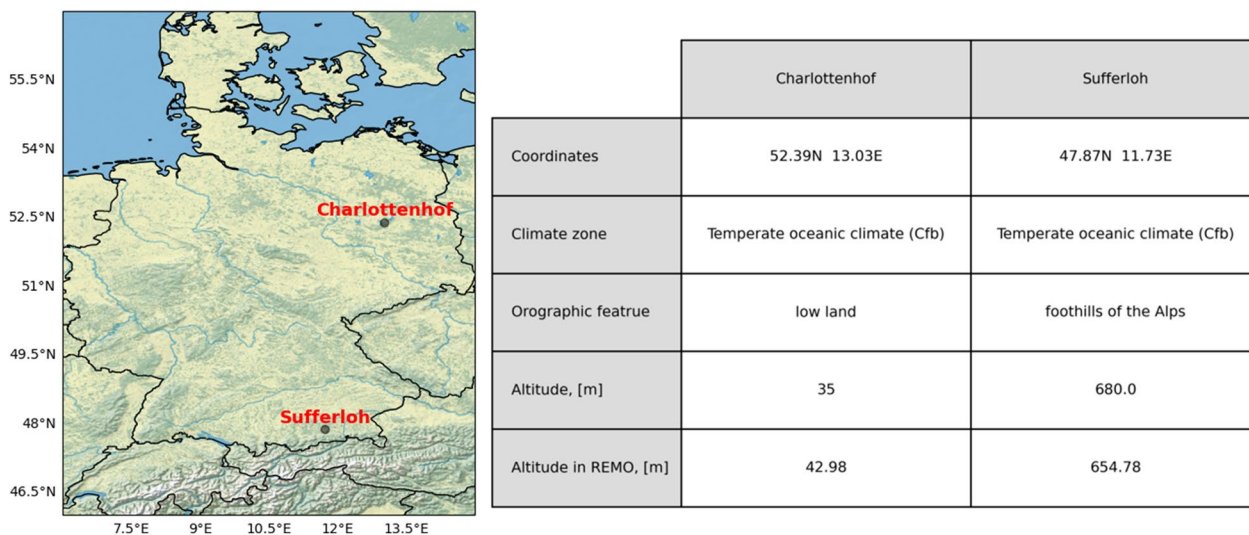 55.5°N
54°N
52.5°N
51°N
49.5°N
48°N
46.5°N
7.5°E 9°E 10.5°E 12°E 13.5°E
Charlottenhof
Sufferloh
Charlottenhof Sufferloh
Coordinates 52.39N 13.03E 47.87N 11.73E
Climate zone Temperate oceanic climate (Cfb) Temperate oceanic climate (Cfb)
Orographic featrue low land foothills of the Alps
Altitude, [m] 35 680.0
Altitude in REMO, [m] 42.98 654.78